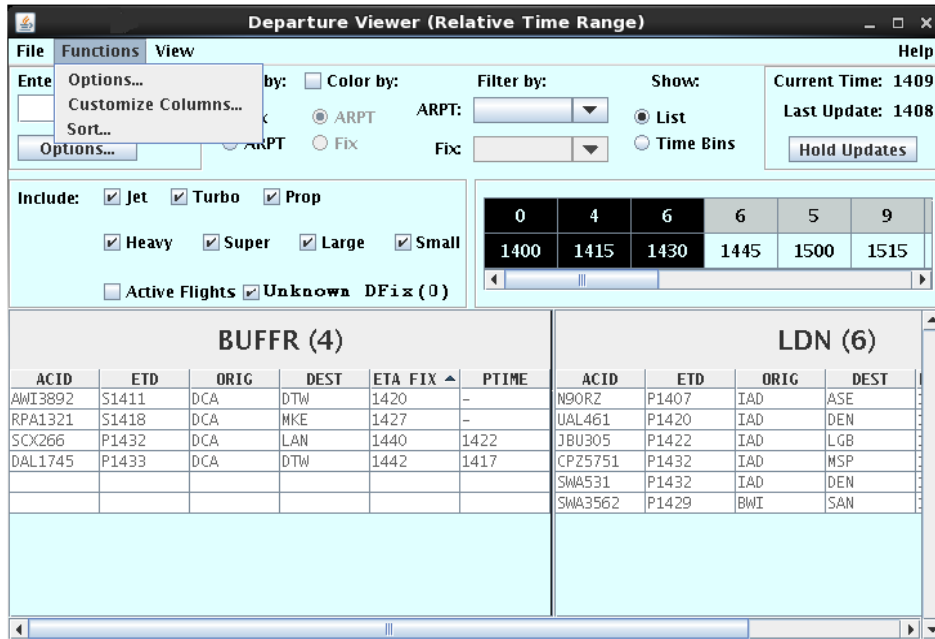 Departure Viewer (Relative Time Range)
File Functions View Help
Options...
Customize Columns...
Sort...
Ente
by: Color by: Filter by: Show: Current Time: 1409
ARPT ARPT: List Last Update: 1408
Options... ARPT Fix Fix: Time Bins Hold Updates
Include: Jet Turbo Prop
Heavy Super Large Small
Active Flights Unknown DFix(0)
0 4 6 6 5 9
1400 1415 1430 1445 1500 1515
BUFFR (4)
ACID ETD ORIG DEST ETA FIX PTIME
AWI3892 S1411 DCA DTW 1420 –
RPA1321 S1418 DCA MKE 1427 –
SCX266 P1432 DCA LAN 1440 1422
DAL1745 P1433 DCA DTW 1442 1417
LDN (6)
ACID ETD ORIG DEST
N90RZ P1407 IAD ASE
UAL461 P1420 IAD DEN
JBU305 P1422 IAD LGB
CPZ5751 P1432 IAD MSP
SWA531 P1432 IAD DEN
SWA3562 P1429 BWI SAN